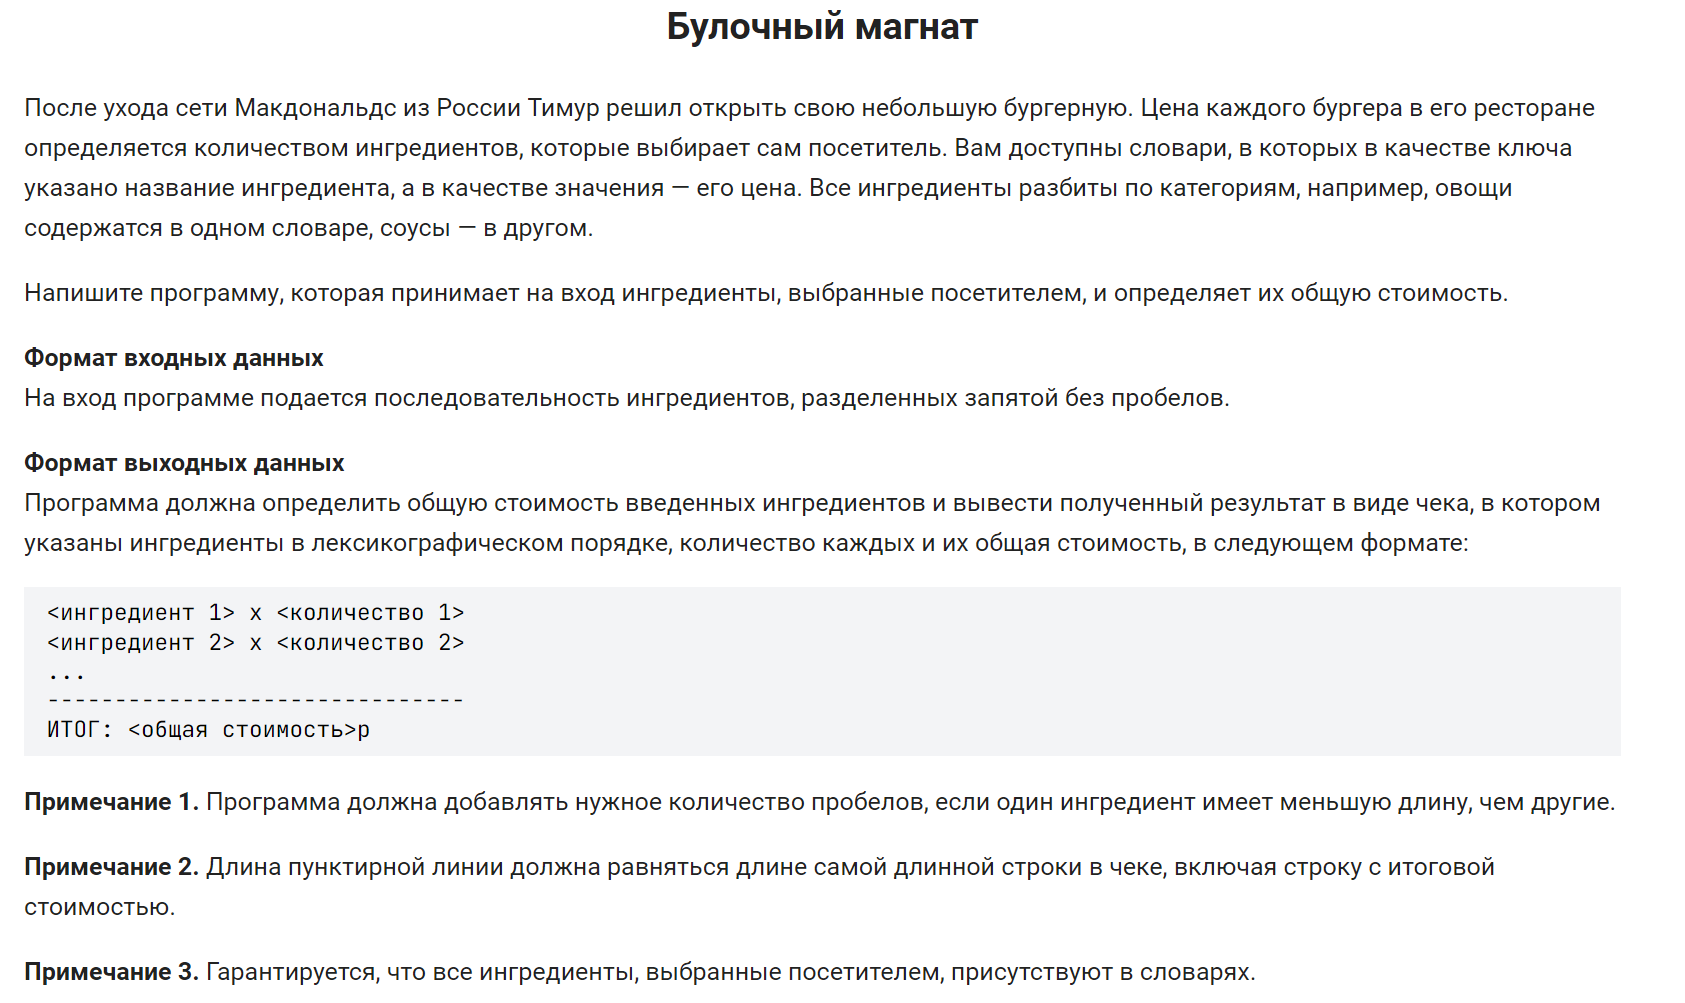 Булочный магнат
После ухода сети Макдональдс из России Тимур решил открыть свою небольшую бургерную. Цена каждого бургера в его ресторане
определяется количеством ингредиентов, которые выбирает сам посетитель. Вам доступны словари, в которых в качестве ключа
указано название ингредиента, а в качестве значения — его цена. Все ингредиенты разбиты по категориям, например, овощи
содержатся в одном словаре, соусы — в другом.
Напишите программу, которая принимает на вход ингредиенты, выбранные посетителем, и определяет их общую стоимость.
Формат входных данных
На вход программе подается последовательность ингредиентов, разделенных запятой без пробелов.
Формат выходных данных
Программа должна определить общую стоимость введенных ингредиентов и вывести полученный результат в виде чека, в котором
указаны ингредиенты в лексикографическом порядке, количество каждых и их общая стоимость, в следующем формате:
<ингредиент 1> x <количество 1>
<ингредиент 2> x <количество 2>
...
-------------------------------
ИТОГ: <общая стоимость>р
Примечание 1. Программа должна добавлять нужное количество пробелов, если один ингредиент имеет меньшую длину, чем другие.
Примечание 2. Длина пунктирной линии должна равняться длине самой длинной строки в чеке, включая строку с итоговой
стоимостью.
Примечание 3. Гарантируется, что все ингредиенты, выбранные посетителем, присутствуют в словарях.